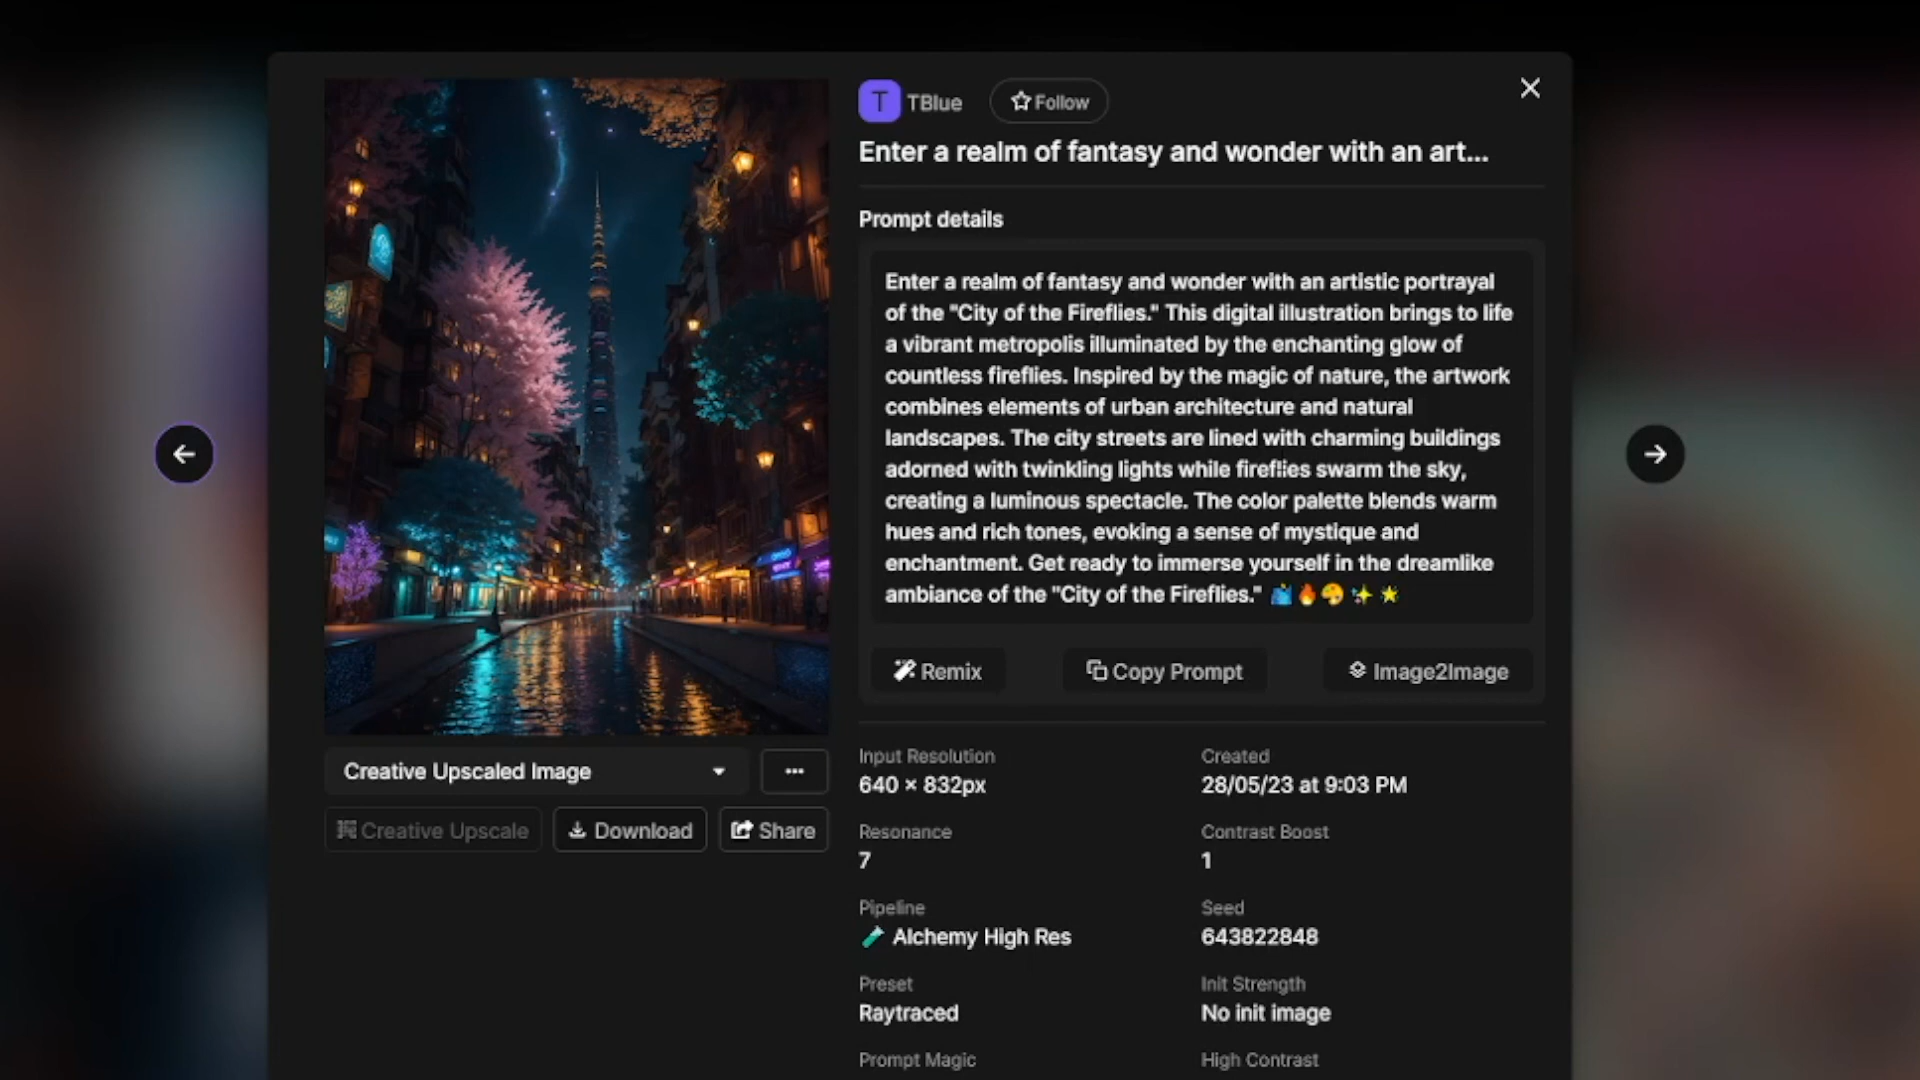 T TBlue Follow
Enter a realm of fantasy and wonder with an art...
Prompt details
Enter a realm of fantasy and wonder with an artistic portrayal
of the "City of the Fireflies." This digital illustration brings to life
a vibrant metropolis illuminated by the enchanting glow of
countless fireflies. Inspired by the magic of nature, the artwork
combines elements of urban architecture and natural
landscapes. The city streets are lined with charming buildings
adorned with twinkling lights while fireflies swarm the sky,
creating a luminous spectacle. The color palette blends warm
hues and rich tones, evoking a sense of mystique and
enchantment. Get ready to immerse yourself in the dreamlike
ambiance of the "City of the Fireflies."
Remix Copy Prompt Image2Image
Creative Upscaled Image
Creative Upscale Download Share
Input Resolution Created
640 × 832px 28/05/23 at 9:03 PM
Resonance Contrast Boost
7 1
Pipeline Seed
Alchemy High Res 643822848
Preset Init Strength
Raytraced No init image
Prompt Magic High Contrast